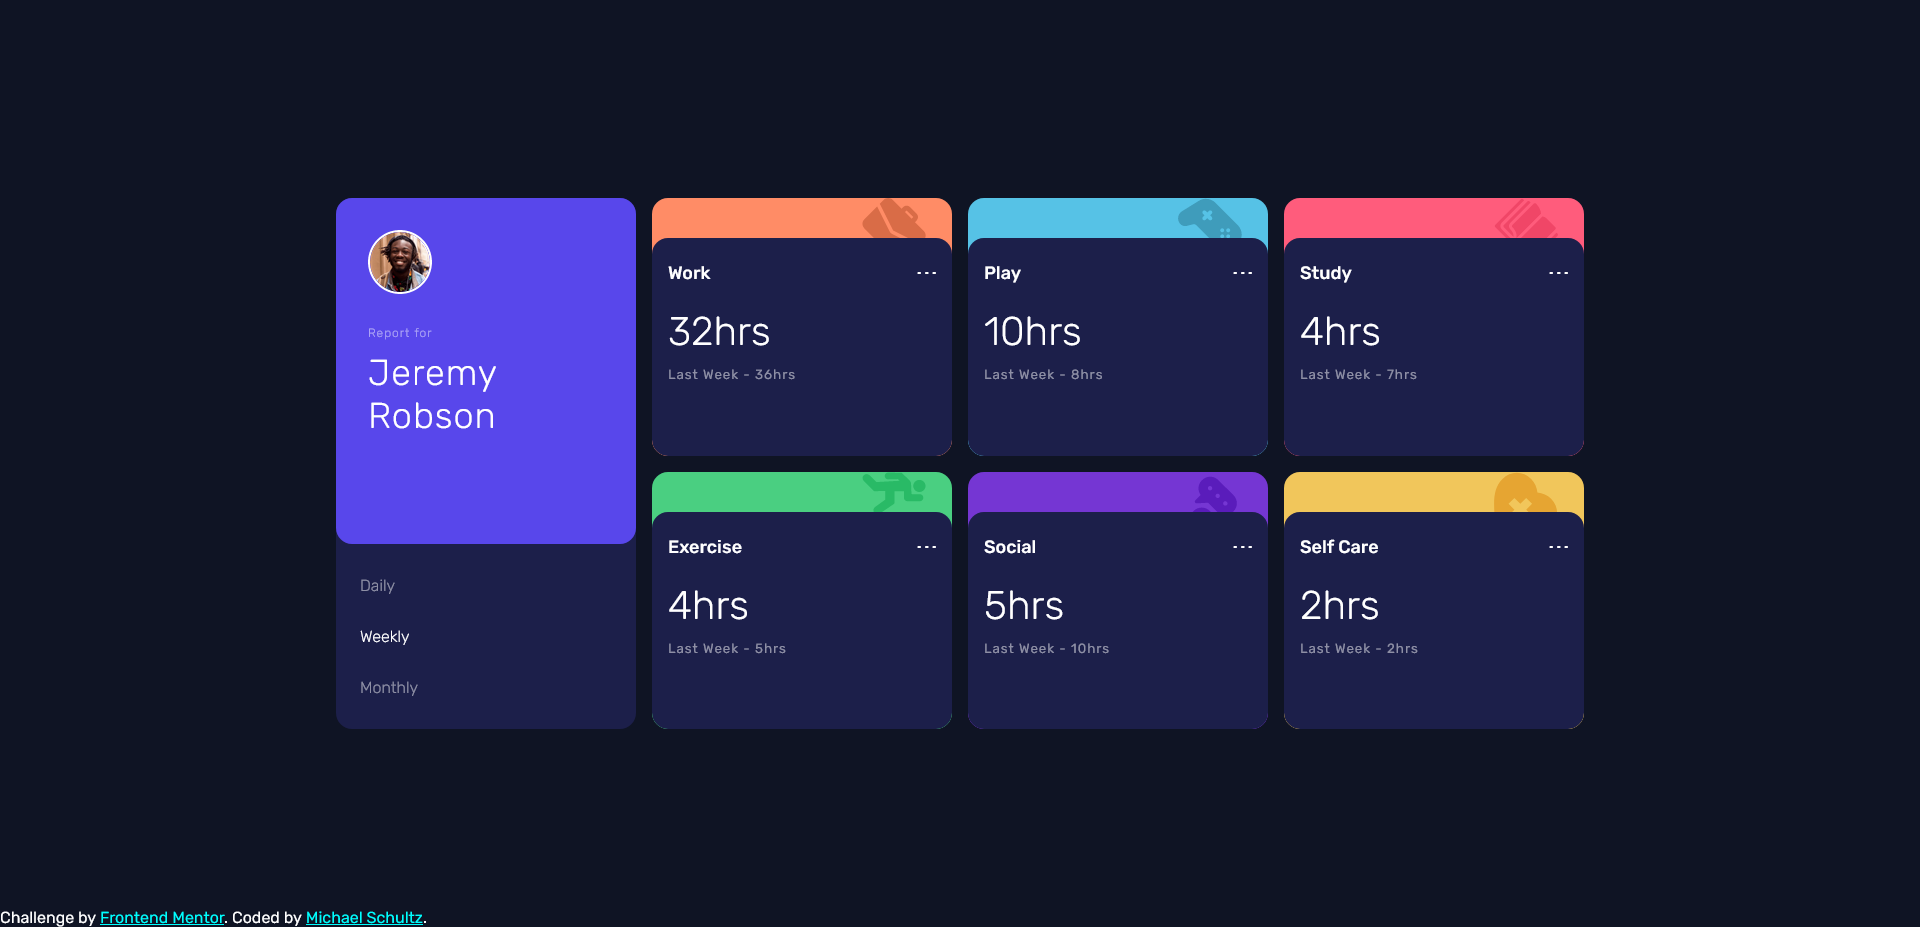 Report for
Jeremy
Robson
Daily
Weekly
Monthly
Work
32hrs
Last Week - 36hrs
Play
10hrs
Last Week - 8hrs
Study
4hrs
Last Week - 7hrs
Exercise
4hrs
Last Week - 5hrs
Social
5hrs
Last Week - 10hrs
Self Care
2hrs
Last Week - 2hrs
Challenge by Frontend Mentor. Coded by Michael Schultz.